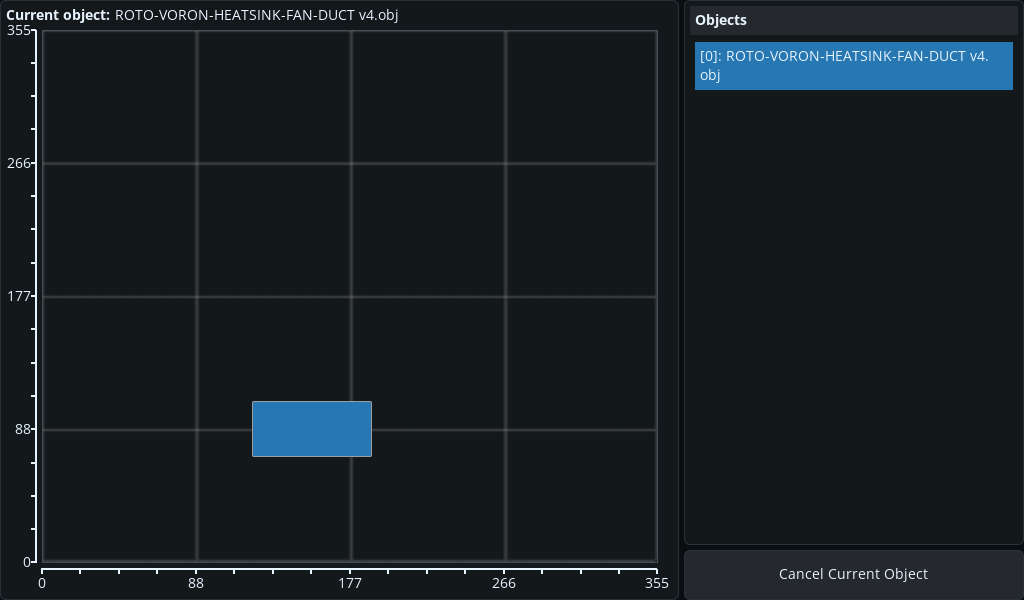 Current object: ROTO-VORON-HEATSINK-FAN-DUCT v4.obj
355
266
177
88
0
0 88 177 266 355
Objects
[0]: ROTO-VORON-HEATSINK-FAN-DUCT v4.
obj
Cancel Current Object